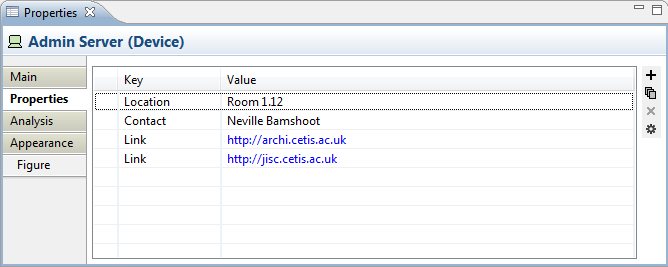 Properties
Admin Server (Device)
Main
Properties
Analysis
Appearance
Figure
Key Value
Location Room 1.12
Contact Neville Bamshoot
Link http://archi.cetis.ac.uk
Link http://jisc.cetis.ac.uk